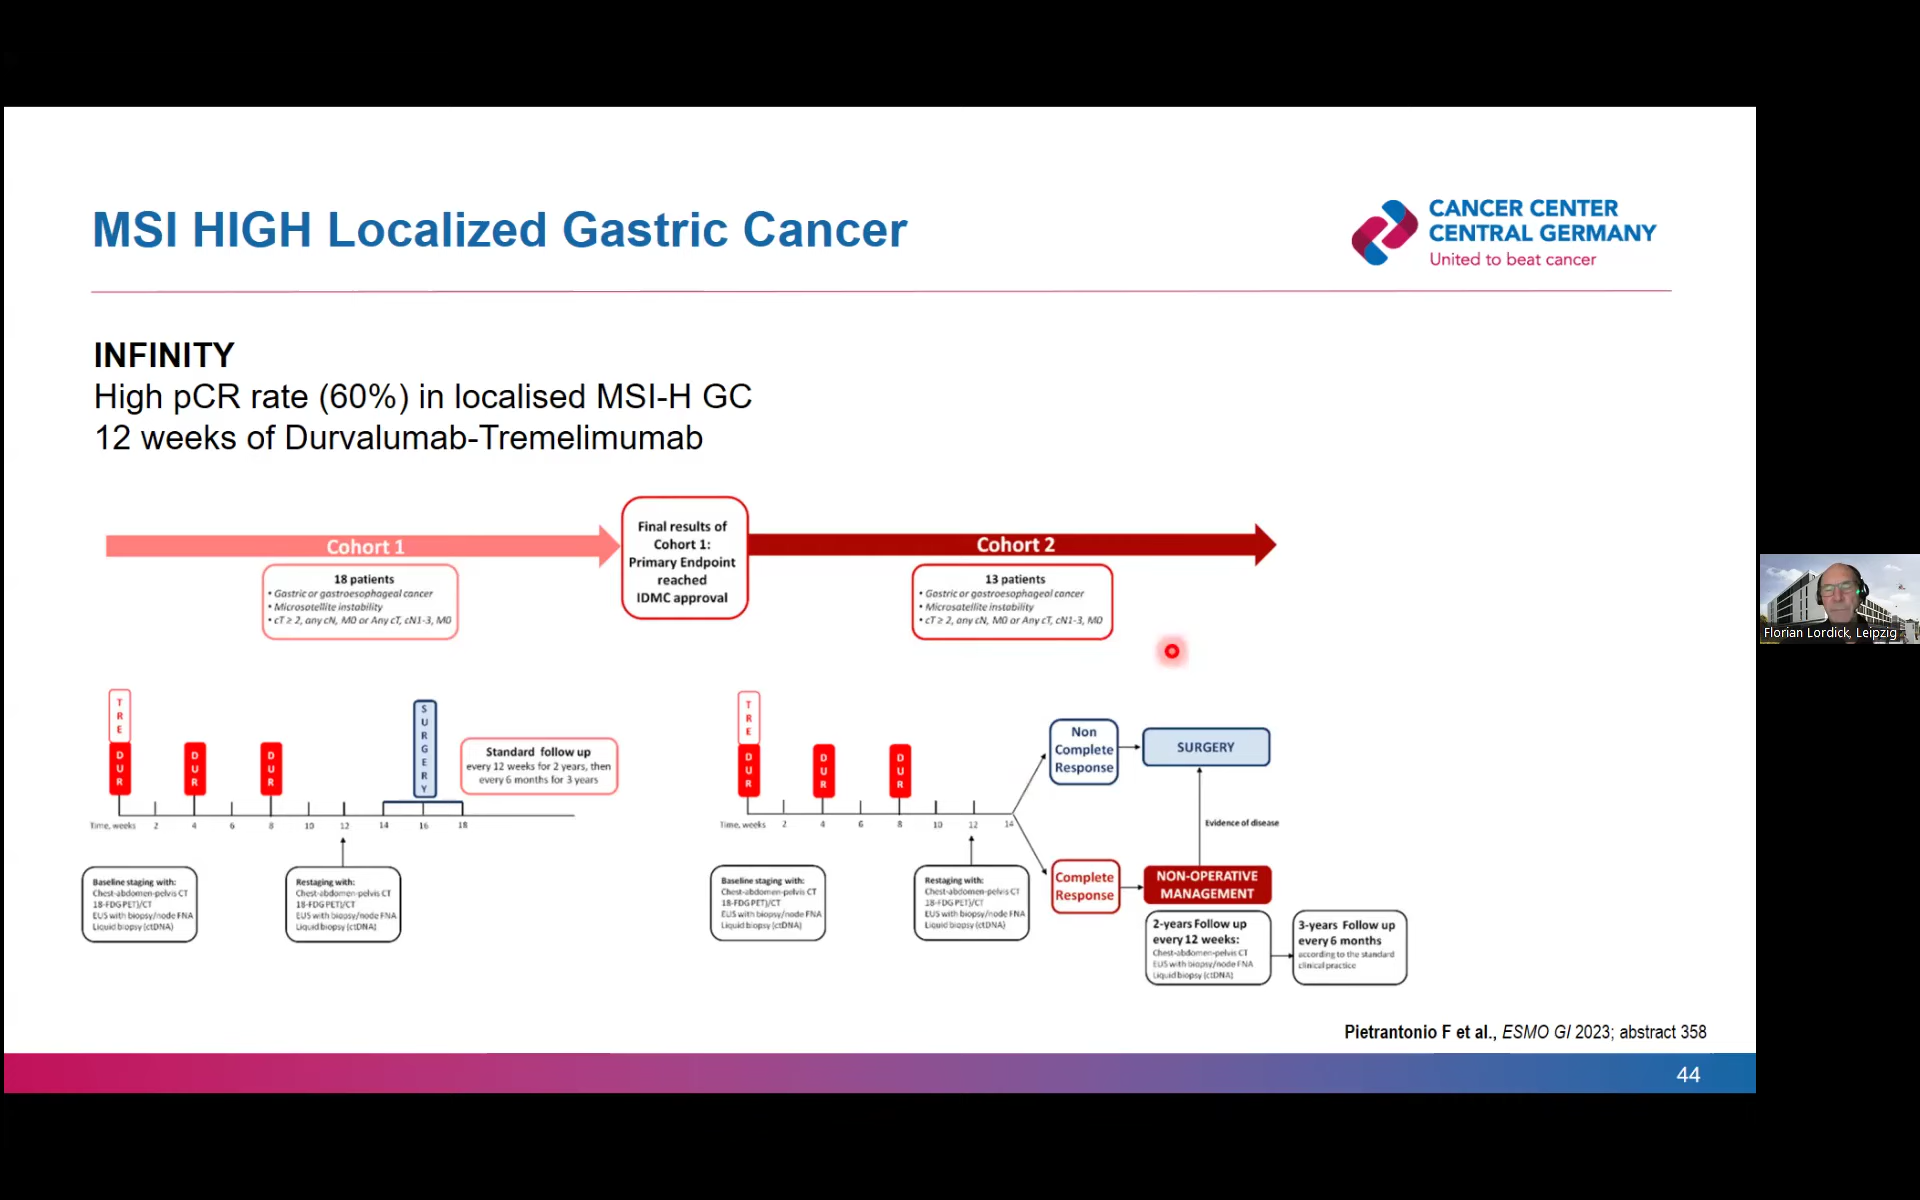 MSI HIGH Localized Gastric Cancer
CANCER CENTER
CENTRAL GERMANY
United to beat cancer
INFINITY
High pCR rate (60%) in localised MSI-H GC
12 weeks of Durvalumab-Tremelimumab
Cohort 1
18 patients
• Gastric or gastroesophageal cancer
• Microsatellite instability
• cT ≥ 2, any cN, M0 or Any cT, cN1-3, M0
Final results of
Cohort 1:
Primary Endpoint
reached
IDMC approval
Cohort 2
13 patients
• Gastric or gastroesophageal cancer
• Microsatellite instability
• cT ≥ 2, any cN, M0 or Any cT, cN1-3, M0
Florian Lordick, Leipzig
TRE
DUR
DUR
DUR
SURGERY
Standard follow up
every 12 weeks for 2 years, then
every 6 months for 3 years
Time, weeks 2 4 6 8 10 12 14 16 18
Baseline staging with:
Chest-abdomen-pelvis CT
18-FDG PET)/CT
EUS with biopsy/node FNA
Liquid biopsy (ctDNA)
Restaging with:
Chest-abdomen-pelvis CT
18-FDG PET)/CT
EUS with biopsy/node FNA
Liquid biopsy (ctDNA)
TRE
DUR
DUR
DUR
Time, weeks 2 4 6 8 10 12 14
Baseline staging with:
Chest-abdomen-pelvis CT
18-FDG PET)/CT
EUS with biopsy/node FNA
Liquid biopsy (ctDNA)
Restaging with:
Chest-abdomen-pelvis CT
18-FDG PET)/CT
EUS with biopsy/node FNA
Liquid biopsy (ctDNA)
Non
Complete
Response
SURGERY
Evidence of disease
Complete
Response
NON-OPERATIVE
MANAGEMENT
2-years Follow up
every 12 weeks:
Chest-abdomen-pelvis CT
EUS with biopsy/node FNA
Liquid biopsy (ctDNA)
3-years Follow up
every 6 months
according to the standard
clinical practice
Pietrantonio F et al., ESMO GI 2023; abstract 358
44